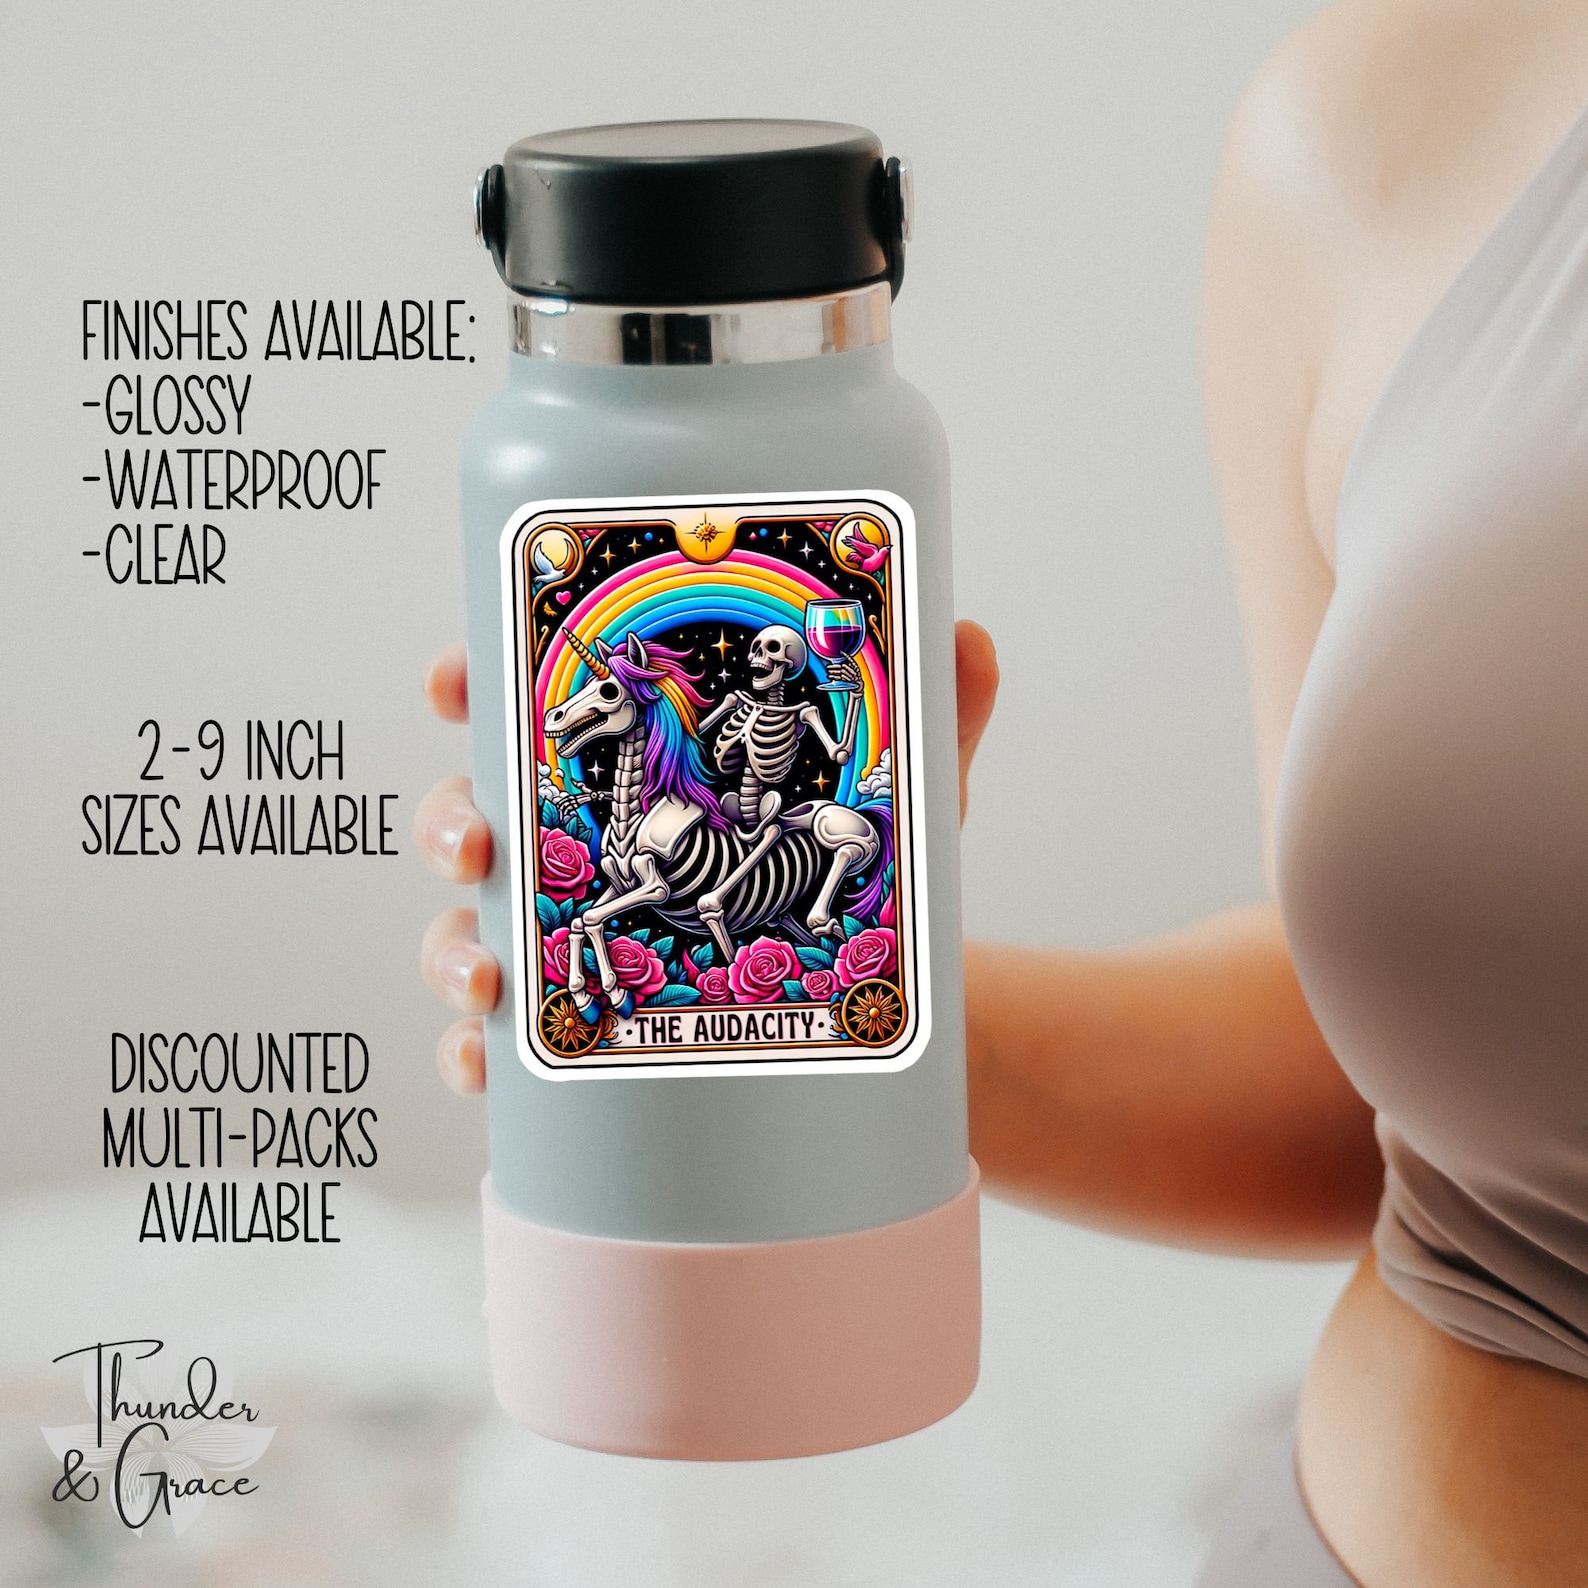 FINISHES AVAILABLE:
-GLOSSY
-WATERPROOF
-CLEAR
2-9 INCH
SIZES AVAILABLE
DISCOUNTED
MULTI-PACKS
AVAILABLE
·THE AUDACITY·
Thunder
& Grace